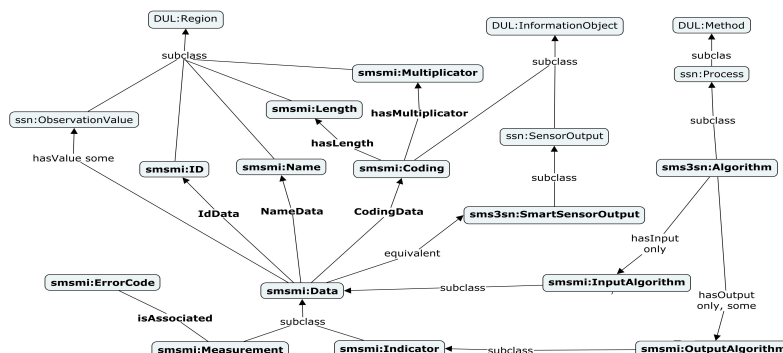 DUL:Region
DUL:InformationObject
DUL:Method
subclass
subclass
subclas
smsmi:Multiplicator
ssn:Process
smsmi:Length
hasMultiplicator
ssn:ObservationValue
subclass
ssn:SensorOutput
hasLength
hasValue some
smsmi:ID
smsmi:Name
smsmi:Coding
sms3sn:Algorithm
subclass
IdData
NameData
CodingData
sms3sn:SmartSensorOutput
hasInput
only
equivalent
smsmi:ErrorCode
smsmi:Data
subclass
smsmi:InputAlgorithm
hasOutput
only, some
isAssociated
subclass
smsmi:Measurement
smsmi:Indicator
subclass
smsmi:OutputAlgorithm